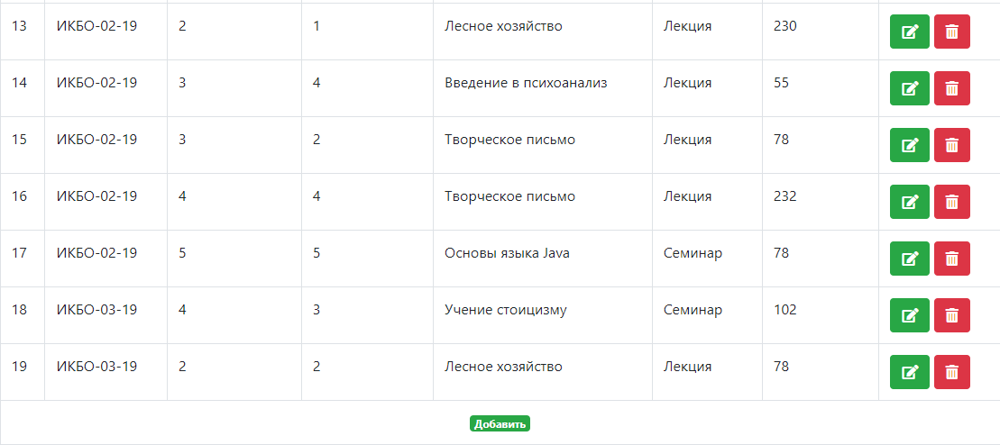 13 ИКБО-02-19 2 1 Лесное хозяйство Лекция 230
14 ИКБО-02-19 3 4 Введение в психоанализ Лекция 55
15 ИКБО-02-19 3 2 Творческое письмо Лекция 78
16 ИКБО-02-19 4 4 Творческое письмо Лекция 232
17 ИКБО-02-19 5 5 Основы языка Java Семинар 78
18 ИКБО-03-19 4 3 Учение стоицизму Семинар 102
19 ИКБО-03-19 2 2 Лесное хозяйство Лекция 78
Добавить